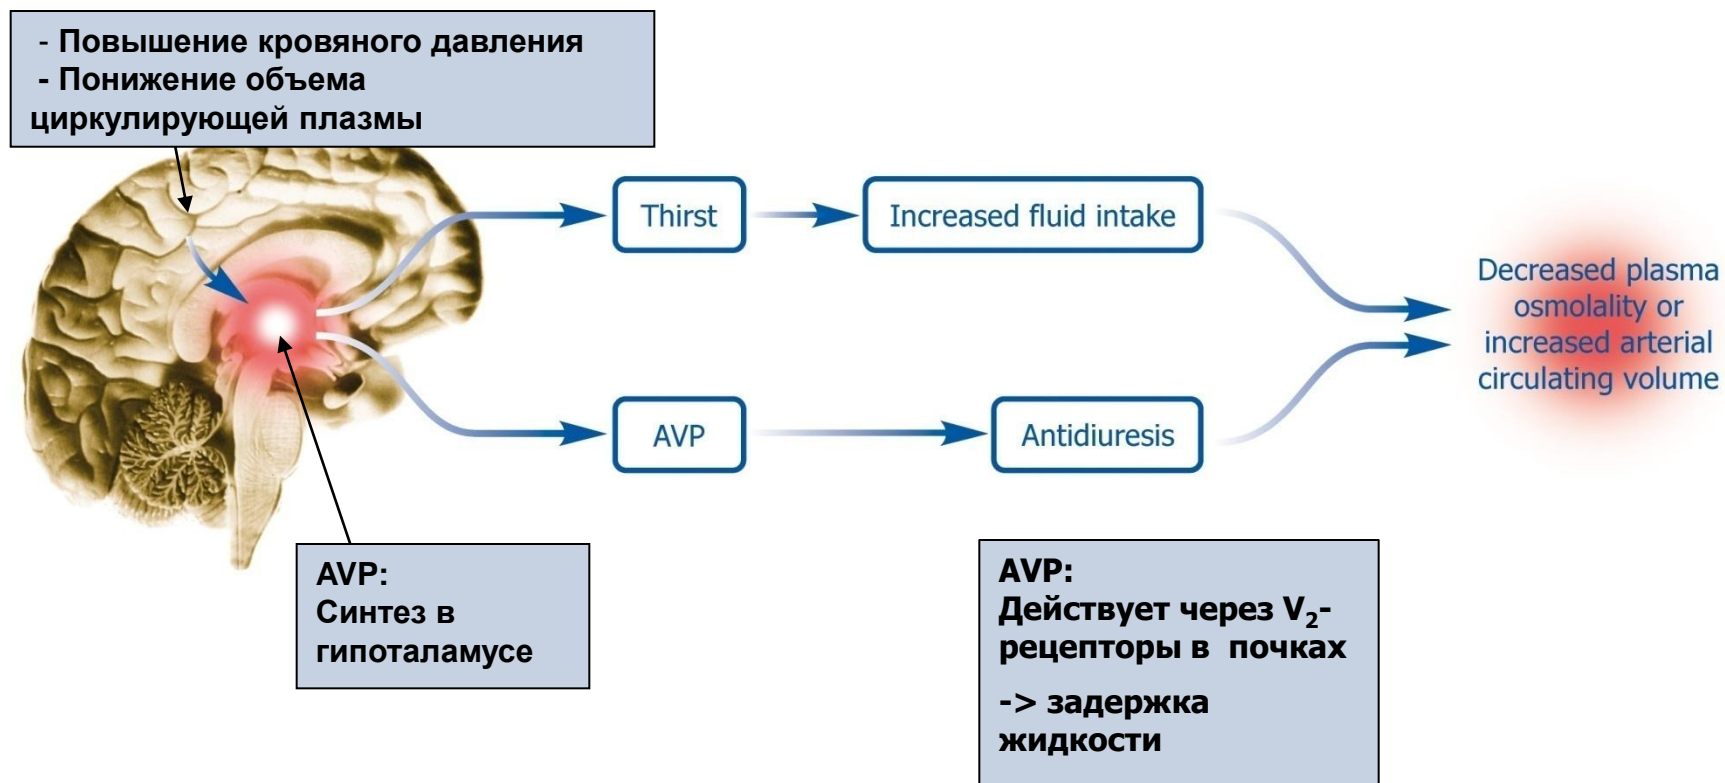 - Повышение кровяного давления
- Понижение объема
циркулирующей плазмы
Thirst
Increased fluid intake
Decreased plasma
osmolality or
increased arterial
circulating volume
AVP
Antidiuresis
AVP:
Синтез в
гипоталамусе
AVP:
Действует через V₂-
рецепторы в почках
-> задержка
жидкости